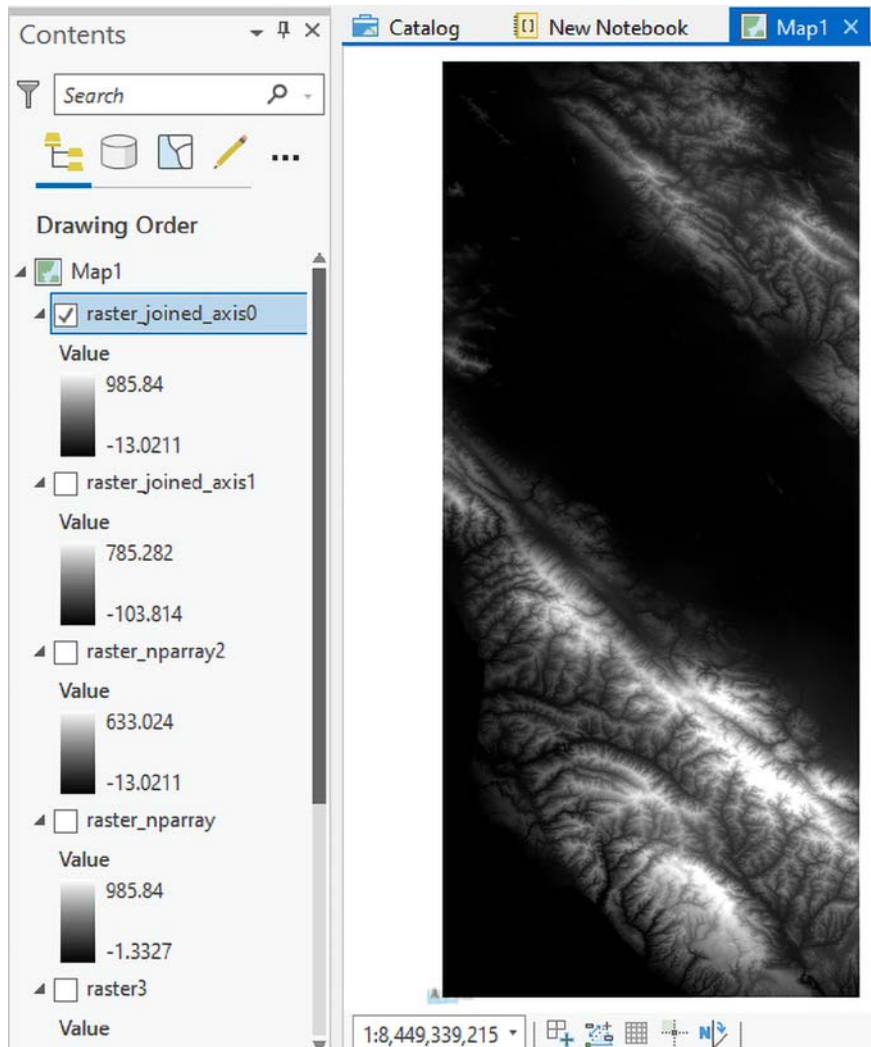 Contents
Catalog
New Notebook
Map1
Search
Drawing Order
Map1
raster_joined_axis0
Value
985.84
-13.0211
raster_joined_axis1
Value
785.282
-103.814
raster_nparray2
Value
633.024
-13.0211
raster_nparray
Value
985.84
-1.3327
raster3
Value
1:8,449,339,215
N